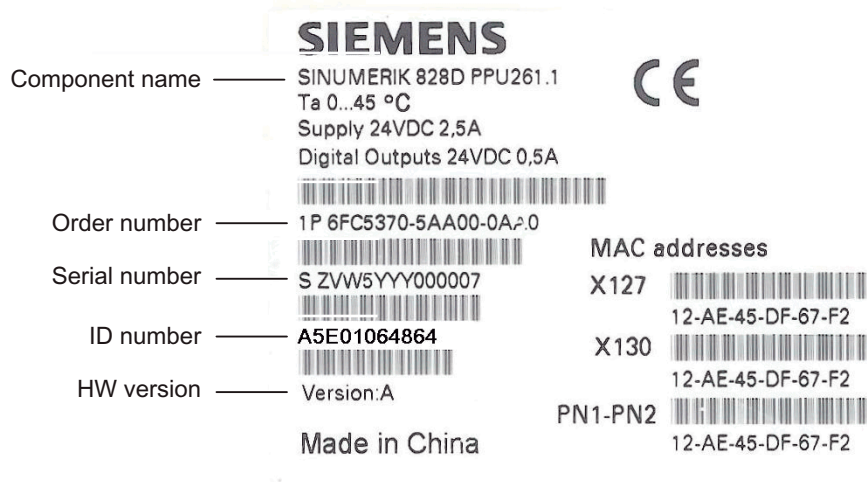 SIEMENS
Component name
SINUMERIK 828D PPU261.1
Ta 0...45 °C
Supply 24VDC 2,5A
Digital Outputs 24VDC 0,5A
CE
Order number
1P 6FC5370-5AA00-0AA0
Serial number
S ZVW5YYY000007
ID number
A5E01064864
HW version
Version:A
Made in China
MAC addresses
X127
12-AE-45-DF-67-F2
X130
12-AE-45-DF-67-F2
PN1-PN2
12-AE-45-DF-67-F2